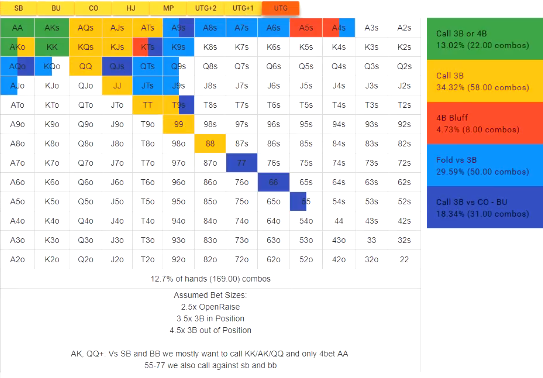 SB BU CO HJ MP UTG+2 UTG+1 UTG
AA AKs AQs AJs ATs A9s A8s A7s A6s A5s A4s A3s A2s
AKo KK KQs KJs KTs K9s K8s K7s K6s K5s K4s K3s K2s
AQo KQo QQ QJs QTs Q9s Q8s Q7s Q6s Q5s Q4s Q3s Q2s
AJo KJo QJo JJ JTs J9s J8s J7s J6s J5s J4s J3s J2s
ATo KTo QTo JTo TT T9s T8s T7s T6s T5s T4s T3s T2s
A9o K9o Q9o J9o T9o 99 98s 97s 96s 95s 94s 93s 92s
A8o K8o Q8o J8o T8o 98o 88 87s 86s 85s 84s 83s 82s
A7o K7o Q7o J7o T7o 97o 87o 77 76s 75s 74s 73s 72s
A6o K6o Q6o J6o T6o 96o 86o 76o 66 65s 64s 63s 62s
A5o K5o Q5o J5o T5o 95o 85o 75o 65o 55 54s 53s 52s
A4o K4o Q4o J4o T4o 94o 84o 74o 64o 54o 44 43s 42s
A3o K3o Q3o J3o T3o 93o 83o 73o 63o 53o 43o 33 32s
A2o K2o Q2o J2o T2o 92o 82o 72o 62o 52o 42o 32o 22
12.7% of hands (169.00) combos
Assumed Bet Sizes:
2.5x OpenRaise
3.5x 3B in Position
4.5x 3B out of Position
AK, QQ+. Vs SB and BB we mostly want to call KK/AK/QQ and only 4bet AA
55-77 we also call against sb and bb
Call 3B or 4B
13.02% (22.00 combos)
Call 3B
34.32% (58.00 combos)
4B Bluff
4.73% (8.00 combos)
Fold vs 3B
29.59% (50.00 combos)
Call 3B vs CO - BU
18.34% (31.00 combos)